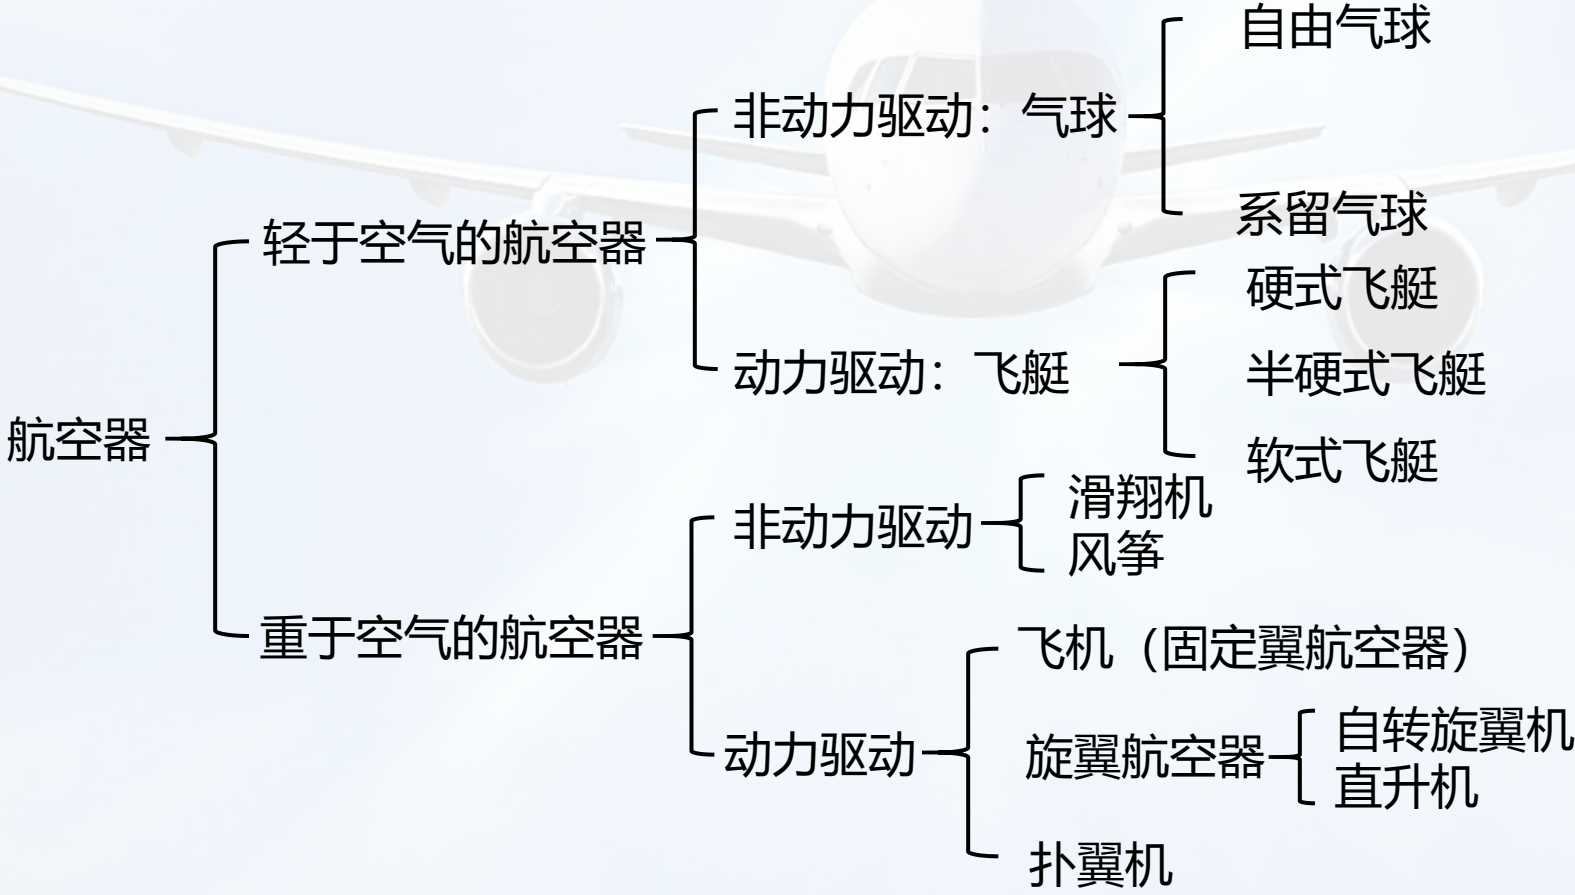 航空器
轻于空气的航空器
非动力驱动：气球
自由气球
系留气球
动力驱动：飞艇
硬式飞艇
半硬式飞艇
软式飞艇
重于空气的航空器
非动力驱动
滑翔机
风筝
动力驱动
飞机（固定翼航空器）
旋翼航空器
自转旋翼机
直升机
扑翼机